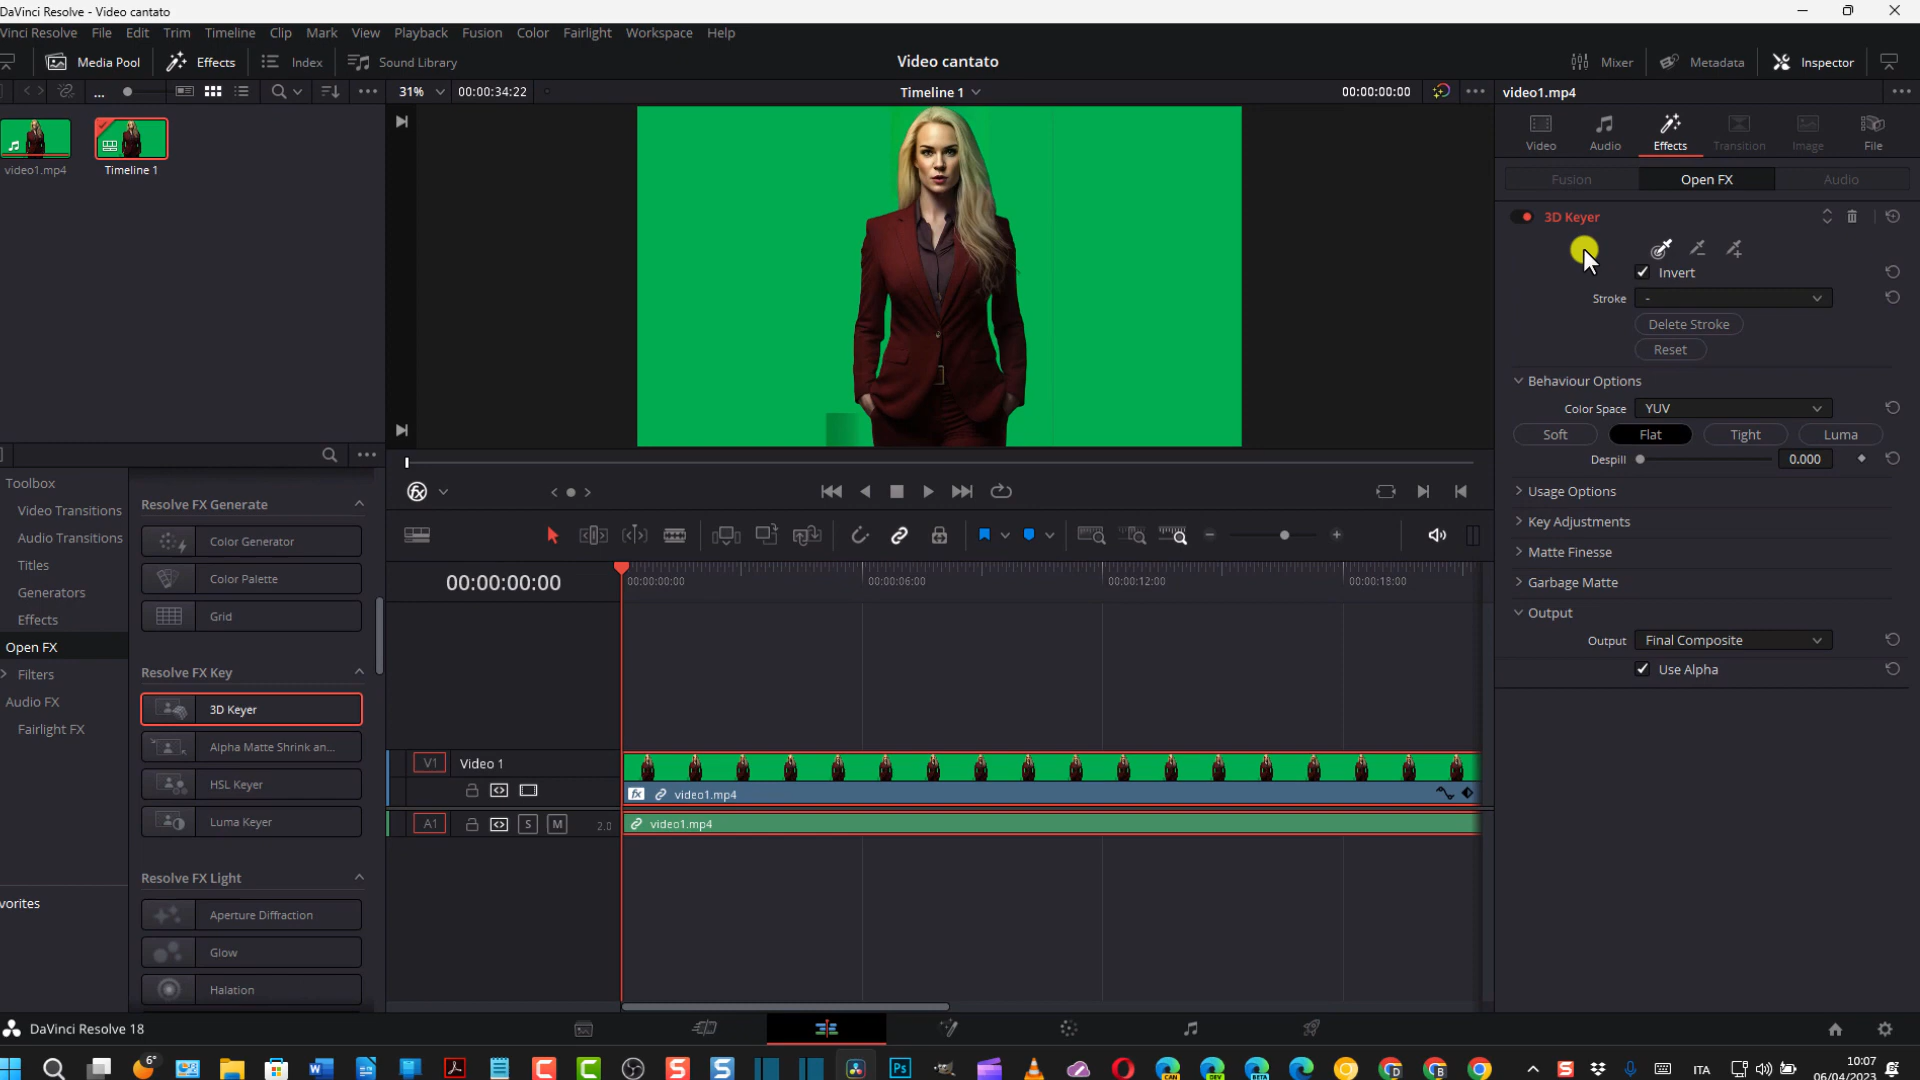 DaVinci Resolve - Video cantato
Vinci Resolve File Edit Trim Timeline Clip Mark View Playback Fusion Color Fairlight Workspace Help
Media Pool Effects Index Sound Library Video cantato Mixer Metadata Inspector
... 31% 00:00:34:22 Timeline 1 00:00:00:00 video1.mp4
video1.mp4 Timeline 1
Video Audio Effects Transition Image File
Fusion Open FX Audio
3D Keyer
Invert
Stroke -
Delete Stroke
Reset
Behaviour Options
Color Space YUV
Soft Flat Tight Luma
Despill 0.000
Usage Options
Key Adjustments
Matte Finesse
Garbage Matte
Output
Output Final Composite
Use Alpha
Toolbox
Video Transitions
Audio Transitions
Titles
Generators
Effects
Open FX
Filters
Audio FX
Fairlight FX
vorites
Resolve FX Generate
Color Generator
Color Palette
Grid
Resolve FX Key
3D Keyer
Alpha Matte Shrink an...
HSL Keyer
Luma Keyer
Resolve FX Light
Aperture Diffraction
Glow
Halation
00:00:00:00 00:00:00:00 00:00:06:00 00:00:12:00 00:00:18:00
V1 Video 1
fx video1.mp4
A1 S M 2.0 video1.mp4
DaVinci Resolve 18
6°
ITA
10:07
06/04/2023